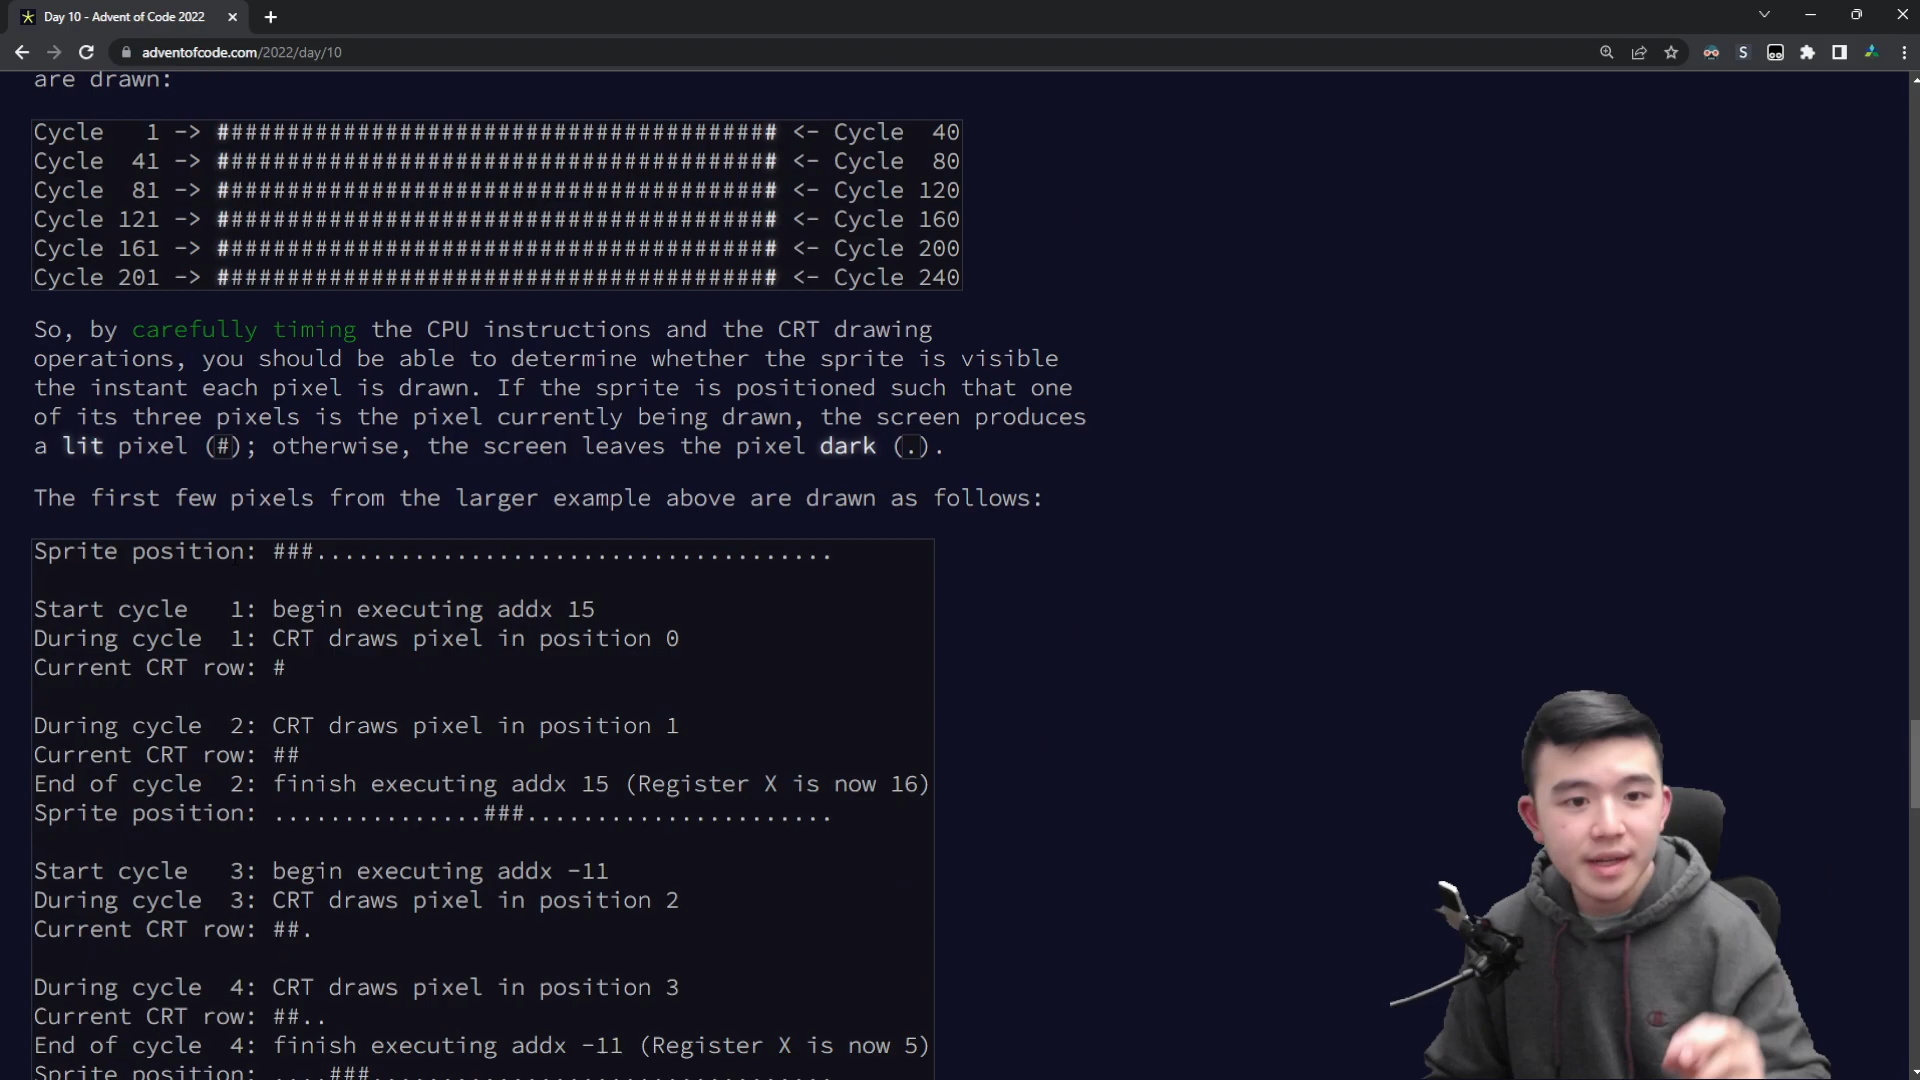 Day 10 - Advent of Code 2022
adventofcode.com/2022/day/10
are drawn:
Cycle   1 -> ######################################## <- Cycle  40
Cycle  41 -> ######################################## <- Cycle  80
Cycle  81 -> ######################################## <- Cycle 120
Cycle 121 -> ######################################## <- Cycle 160
Cycle 161 -> ######################################## <- Cycle 200
Cycle 201 -> ######################################## <- Cycle 240
So, by carefully timing the CPU instructions and the CRT drawing
operations, you should be able to determine whether the sprite is visible
the instant each pixel is drawn. If the sprite is positioned such that one
of its three pixels is the pixel currently being drawn, the screen produces
a lit pixel (#); otherwise, the screen leaves the pixel dark (.).
The first few pixels from the larger example above are drawn as follows:
Sprite position: ###.....................................
Start cycle   1: begin executing addx 15
During cycle  1: CRT draws pixel in position 0
Current CRT row: #
During cycle  2: CRT draws pixel in position 1
Current CRT row: ##
End of cycle  2: finish executing addx 15 (Register X is now 16)
Sprite position: ...............###......................
Start cycle   3: begin executing addx -11
During cycle  3: CRT draws pixel in position 2
Current CRT row: ##.
During cycle  4: CRT draws pixel in position 3
Current CRT row: ##..
End of cycle  4: finish executing addx -11 (Register X is now 5)
Sprite position: ....###.................................